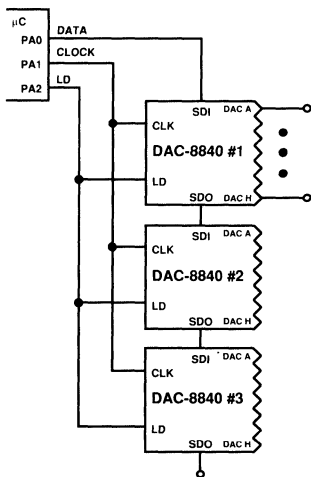 μC
DATA
PA0
CLOCK
PA1
LD
PA2
SDI DAC A
CLK
DAC-8840 #1
LD
SDO DAC H
SDI DAC A
CLK
DAC-8840 #2
LD
SDO DAC H
SDI DAC A
CLK
DAC-8840 #3
LD
SDO DAC H